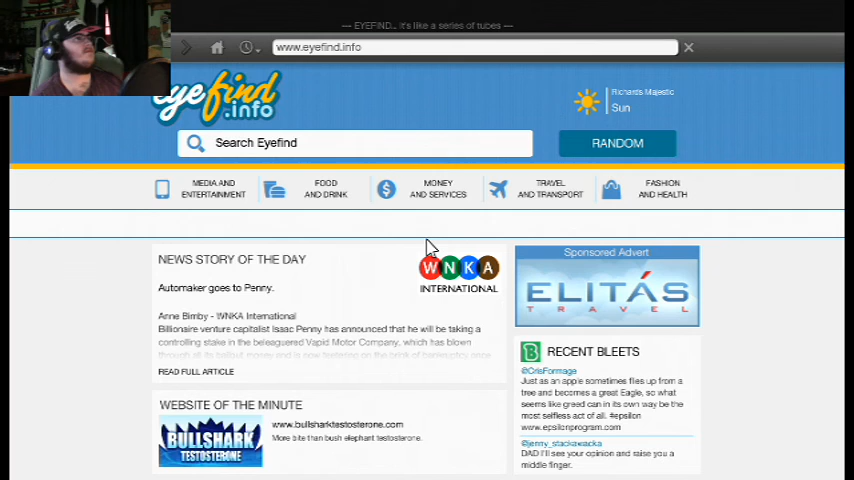 --- EYEFIND... it's like a series of tubes ---
www.eyefind.info
eyefind
.info
Richards Majestic
Sun
Search Eyefind
RANDOM
MEDIA AND
ENTERTAINMENT
FOOD
AND DRINK
MONEY
AND SERVICES
TRAVEL
AND TRANSPORT
FASHION
AND HEALTH
NEWS STORY OF THE DAY
WNKA
INTERNATIONAL
Automaker goes to Penny.
Anne Bimby - WNKA International
Billionaire venture capitalist Isaac Penny has announced that he will be taking a
controlling stake in the beleaguered Vapid Motor Company, which has blown
through all its bailout money and is now teetering on the brink of bankruptcy once
READ FULL ARTICLE
WEBSITE OF THE MINUTE
BULLSHARK
TESTOSTERONE
www.bullsharktestosterone.com
More bite than bush elephant testosterone.
Sponsored Advert
ELITÁS
TRAVEL
RECENT BLEETS
@CrisFormage
Just as an apple sometimes flies up from a
tree and becomes a great Eagle, so what
seems like greed can in its own way be the
most selfless act of all. #epsilon
www.epsilonprogram.com
@jenny_stackawacka
DAD I'll see your opinion and raise you a
middle finger.